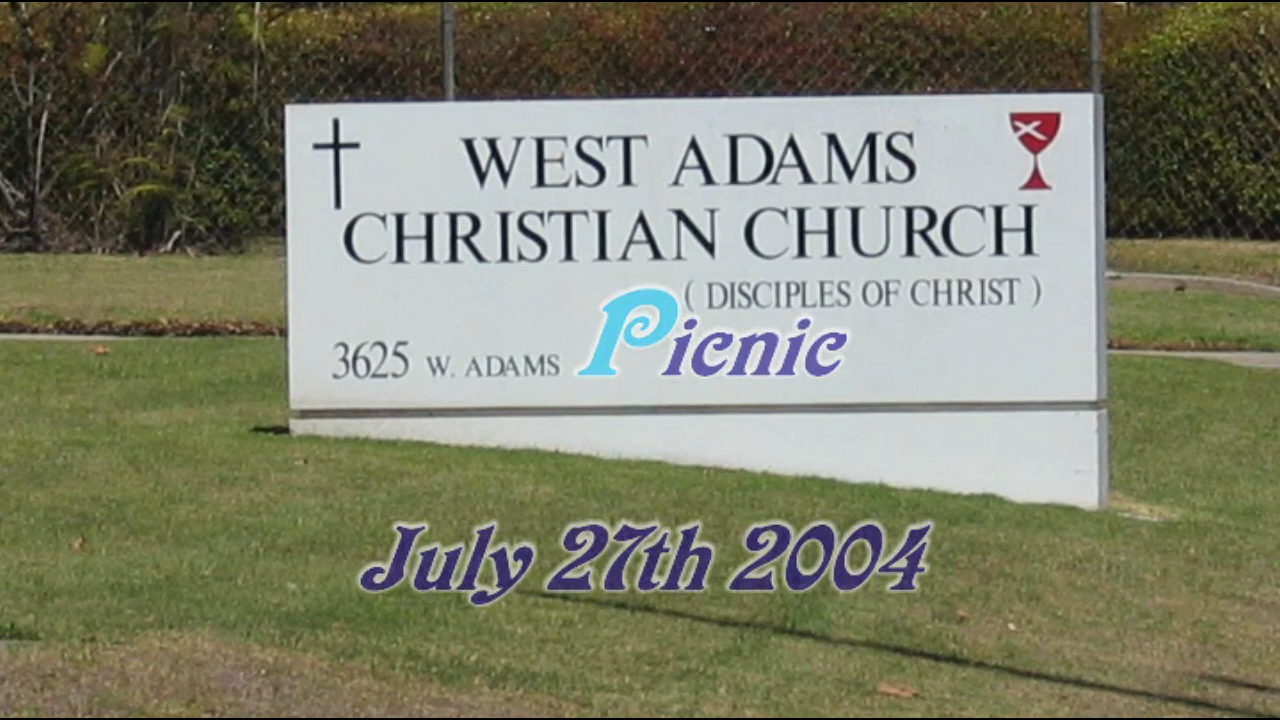 WEST ADAMS
CHRISTIAN CHURCH
( DISCIPLES OF CHRIST )
3625 W. ADAMS
Picnic
July 27th 2004